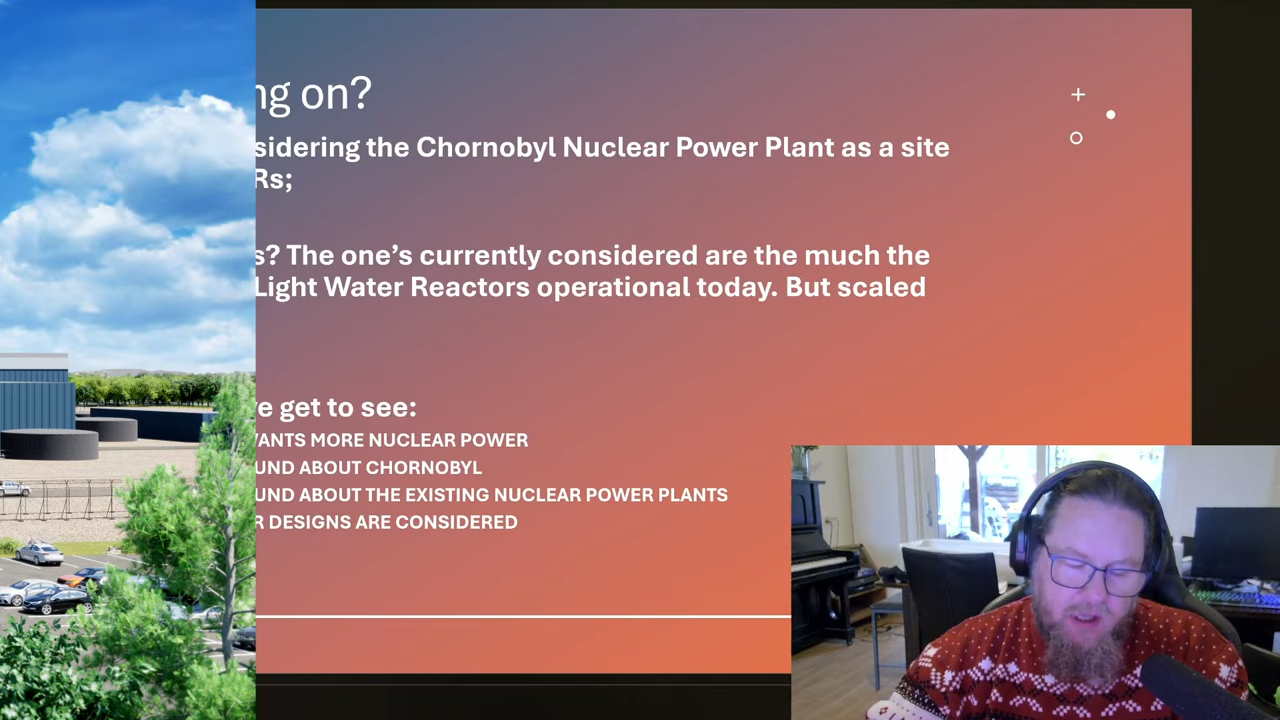 ng on?
sidering the Chornobyl Nuclear Power Plant as a site
Rs;
s? The one's currently considered are the much the
Light Water Reactors operational today. But scaled
ve get to see:
WANTS MORE NUCLEAR POWER
UND ABOUT CHORNOBYL
UND ABOUT THE EXISTING NUCLEAR POWER PLANTS
R DESIGNS ARE CONSIDERED